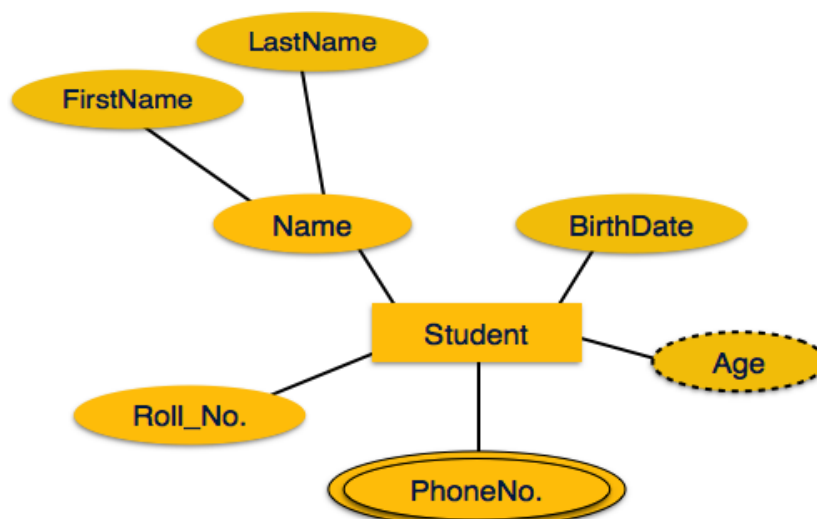 LastName
FirstName
Name
BirthDate
Student
Age
Roll_No.
PhoneNo.